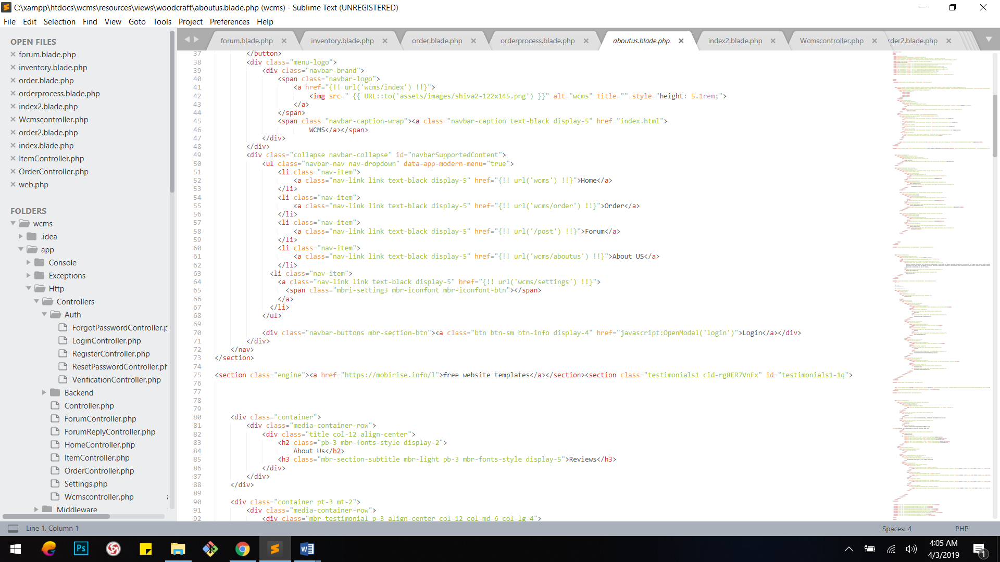 C:\xampp\htdocs\wcms\resources\views\woodcraft\aboutus.blade.php (wcms) - Sublime Text (UNREGISTERED)
File Edit Selection Find View Goto Tools Project Preferences Help
OPEN FILES
forum.blade.php
inventory.blade.php
order.blade.php
orderprocess.blade.php
index2.blade.php
Wcmscontroller.php
order2.blade.php
index.blade.php
ItemController.php
OrderController.php
web.php
FOLDERS
wcms
.idea
app
Console
Exceptions
Http
Controllers
Auth
ForgotPasswordController.p
LoginController.php
RegisterController.php
ResetPasswordController.ph
VerificationController.php
Backend
Controller.php
ForumController.php
ForumReplyController.php
HomeController.php
ItemController.php
OrderController.php
Settings.php
Wcmscontroller.php
Middleware
forum.blade.php inventory.blade.php order.blade.php orderprocess.blade.php aboutus.blade.php index2.blade.php Wcmscontroller.php rder2.blade.php
37 </button>
38 <div class="menu-logo">
39 <div class="navbar-brand">
40 <span class="navbar-logo">
41 <a href="{!! url('wcms/index') !!}">
42 <img src=" {{ URL::to('assets/images/shiva2-122x145.png') }}" alt="wcms" title="" style="height: 5.1rem;">
43 </a>
44 </span>
45 <span class="navbar-caption-wrap"><a class="navbar-caption text-black display-5" href="index.html">
46 WCMS</a></span>
47 </div>
48 </div>
49 <div class="collapse navbar-collapse" id="navbarSupportedContent">
50 <ul class="navbar-nav nav-dropdown" data-app-modern-menu="true">
51 <li class="nav-item">
52 <a class="nav-link link text-black display-5" href="{!! url('wcms') !!}">Home</a>
53 </li>
54 <li class="nav-item">
55 <a class="nav-link link text-black display-5" href="{!! url('wcms/order') !!}">Order</a>
56 </li>
57 <li class="nav-item">
58 <a class="nav-link link text-black display-5" href="{!! url('/post') !!}">Forum</a>
59 </li>
60 <li class="nav-item">
61 <a class="nav-link link text-black display-5" href="{!! url('wcms/aboutus') !!}">About US</a>
62 </li>
63 <li class="nav-item">
64 <a class="nav-link link text-black display-5" href="{!! url('wcms/settings') !!}">
65 <span class="mbri-setting3 mbr-iconfont mbr-iconfont-btn"></span>
66 </a>
67 </li>
68 </ul>
69
70 <div class="navbar-buttons mbr-section-btn"><a class="btn btn-sm btn-info display-4" href="javascript:OpenModal('login')">Login</a></div>
71 </div>
72 </nav>
73 </section>
74
75 <section class="engine"><a href="https://mobirise.info/l">free website templates</a></section><section class="testimonials1 cid-rg8ER7VnFx" id="testimonials1-1q">
76
77
78
79
80 <div class="container">
81 <div class="media-container-row">
82 <div class="title col-12 align-center">
83 <h2 class="pb-3 mbr-fonts-style display-2">
84 About Us</h2>
85 <h3 class="mbr-section-subtitle mbr-light pb-3 mbr-fonts-style display-5">Reviews</h3>
86 </div>
87 </div>
88 </div>
89
90 <div class="container pt-3 mt-2">
91 <div class="media-container-row">
92 <div class="mbr-testimonial p-3 align-center col-12 col-md-6 col-lg-4">
Line 1, Column 1 Spaces: 4 PHP
Ps
4:05 AM
4/3/2019
1